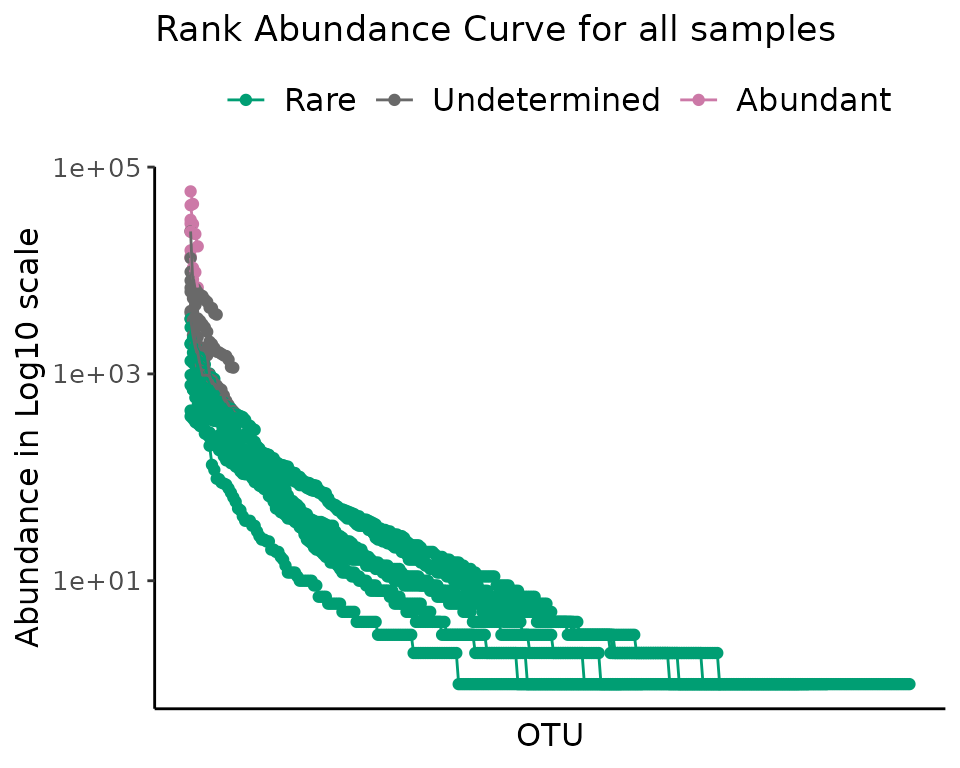 Rank Abundance Curve for all samples
Rare Undetermined Abundant
Abundance in Log10 scale
1e+05
1e+03
1e+01
OTU